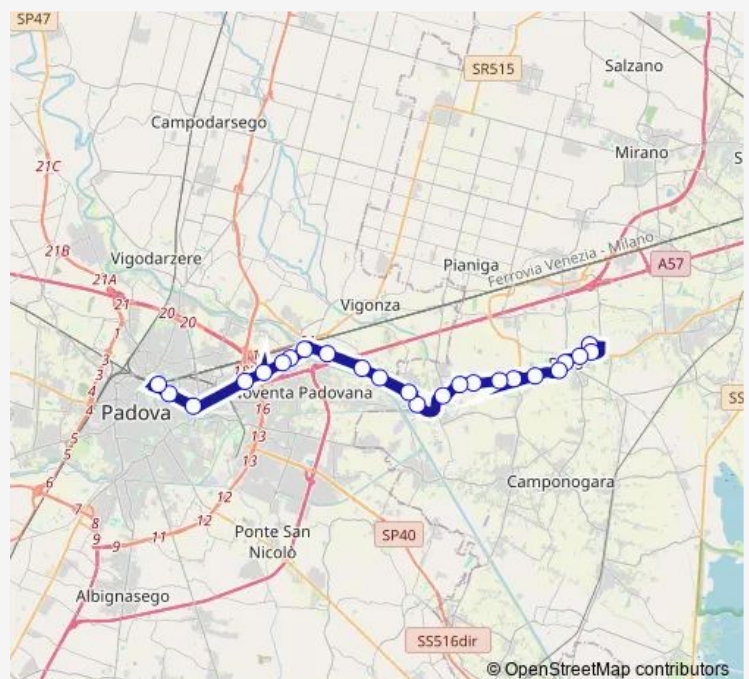 SP47
SR515
Salzano
Campodarsego
Mirano
21C
21B
Vigodarzere
Pianiga
Ferrovia Venezia - Milano
A57
21A
21
20
20
Vigonza
1
3
3
3
4
5
5
Padova
Noventa Padovana
16
13
13
12
12
11
9
9
8
7
6
SS
Camponogara
Ponte San
Nicolò
SP40
Albignasego
SS516dir
© OpenStreetMap contributors